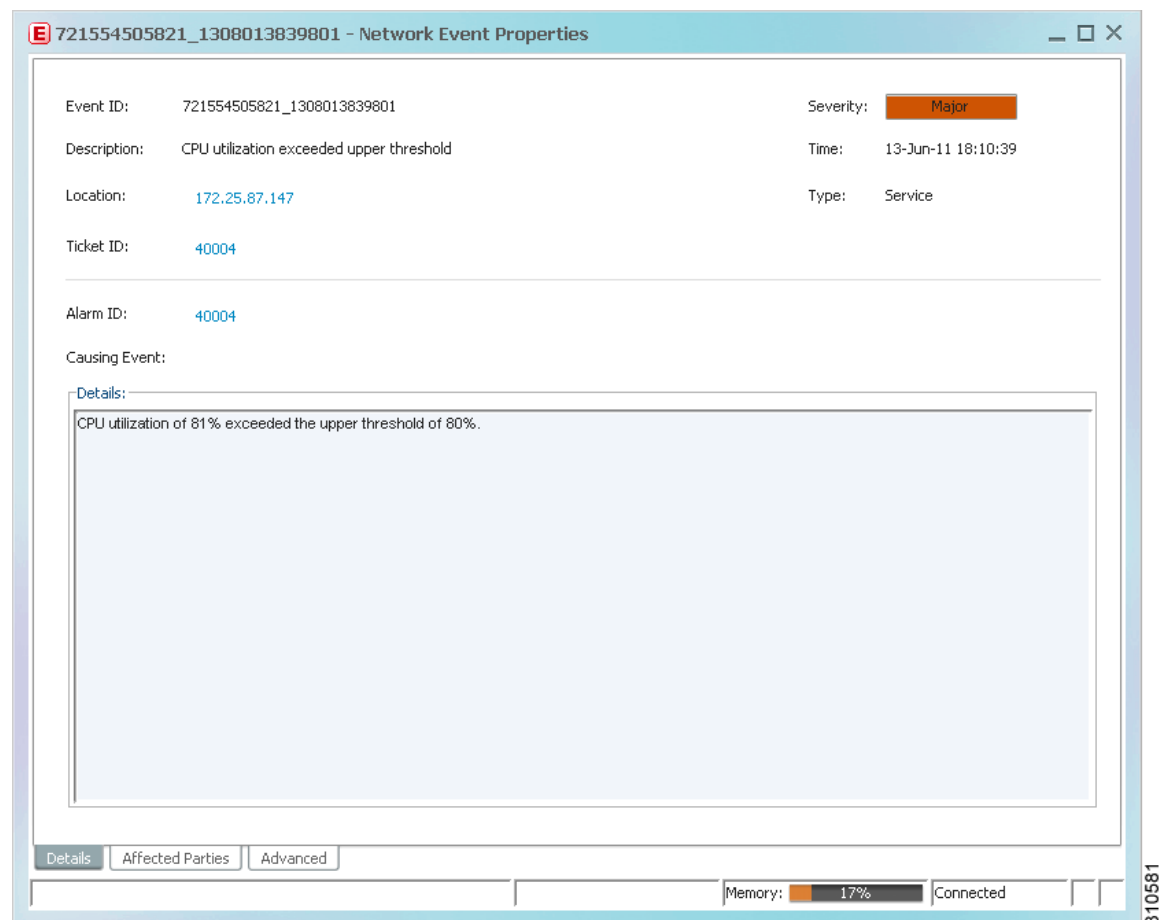 E 721554505821_1308013839801 - Network Event Properties
Event ID: 721554505821_1308013839801 Severity: Major
Description: CPU utilization exceeded upper threshold Time: 13-Jun-11 18:10:39
Location: 172.25.87.147 Type: Service
Ticket ID: 40004
Alarm ID: 40004
Causing Event:
Details:
CPU utilization of 81% exceeded the upper threshold of 80%.
Details Affected Parties Advanced
Memory: 17% Connected